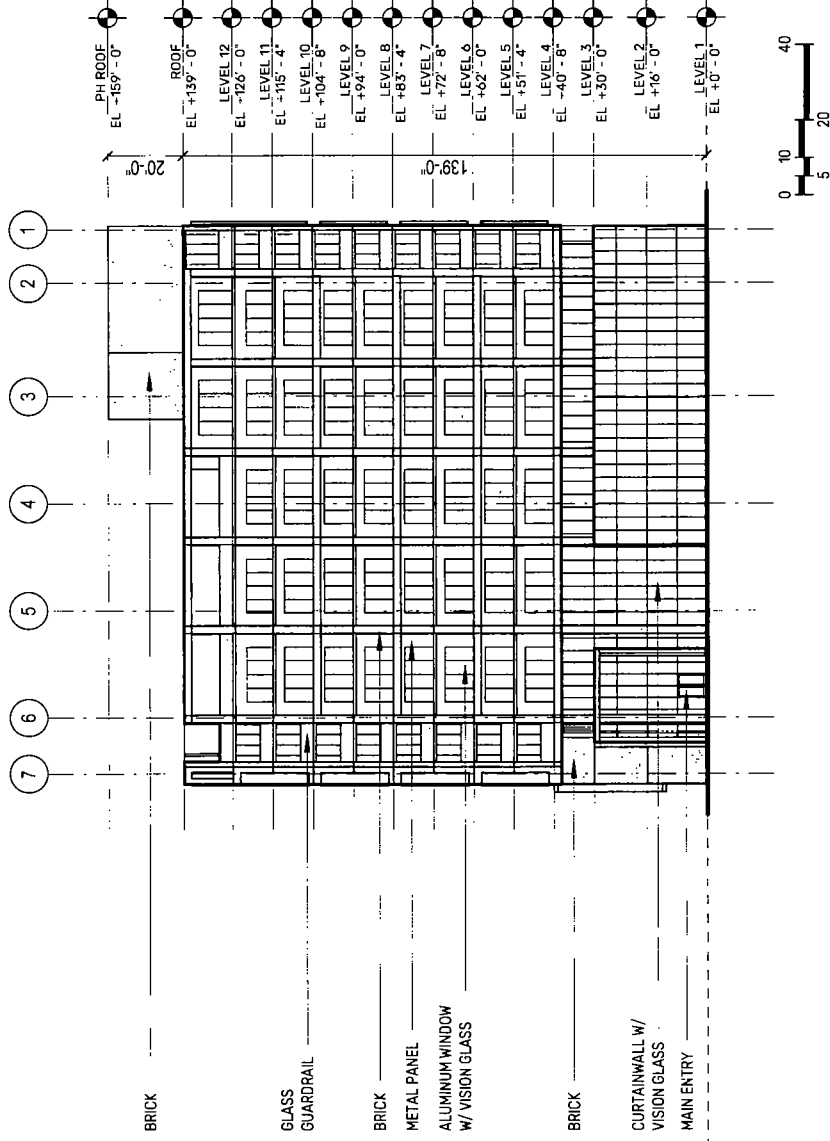 PH ROOF
EL +159' - 0"
ROOF
EL +139' - 0"
LEVEL 12
EL +126' - 0"
LEVEL 11
EL +115' - 4"
LEVEL 10
EL +104' - 8"
LEVEL 9
EL +94' - 0"
LEVEL 8
EL +83' - 4"
LEVEL 7
EL +72' - 8"
LEVEL 6
EL +62' - 0"
LEVEL 5
EL +51' - 4"
LEVEL 4
EL +40' - 8"
LEVEL 3
EL +30' - 0"
LEVEL 2
EL +16' - 0"
LEVEL 1
EL +0' - 0"
20'-0"
139'-0"
0 5 10 20 40
1
2
3
4
5
6
7
BRICK
GLASS
GUARDRAIL
BRICK
METAL PANEL
ALUMINUM WINDOW
W/ VISION GLASS
BRICK
CURTAINWALL W/
VISION GLASS
MAIN ENTRY